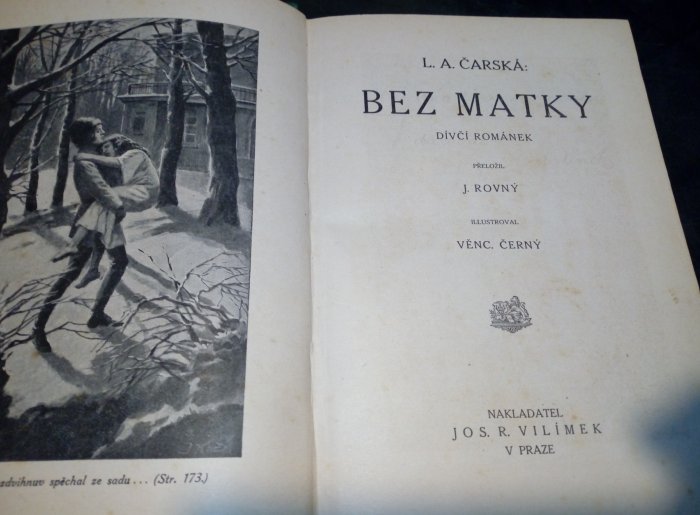 L. A. ČARSKÁ:
BEZ MATKY
DÍVČÍ ROMÁNEK
PŘELOŽIL
J. ROVNÝ
ILLUSTROVAL
VĚNC. ČERNÝ
NAKLADATEL
JOS. R. VILÍMEK
V PRAZE
zdvihnuv spěchal ze sadu... (Str. 173.)